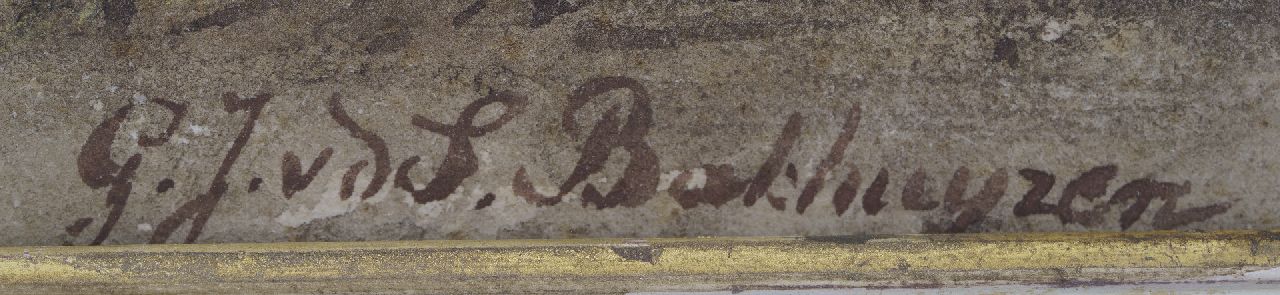 G. J. v d S. Bakhuyzen